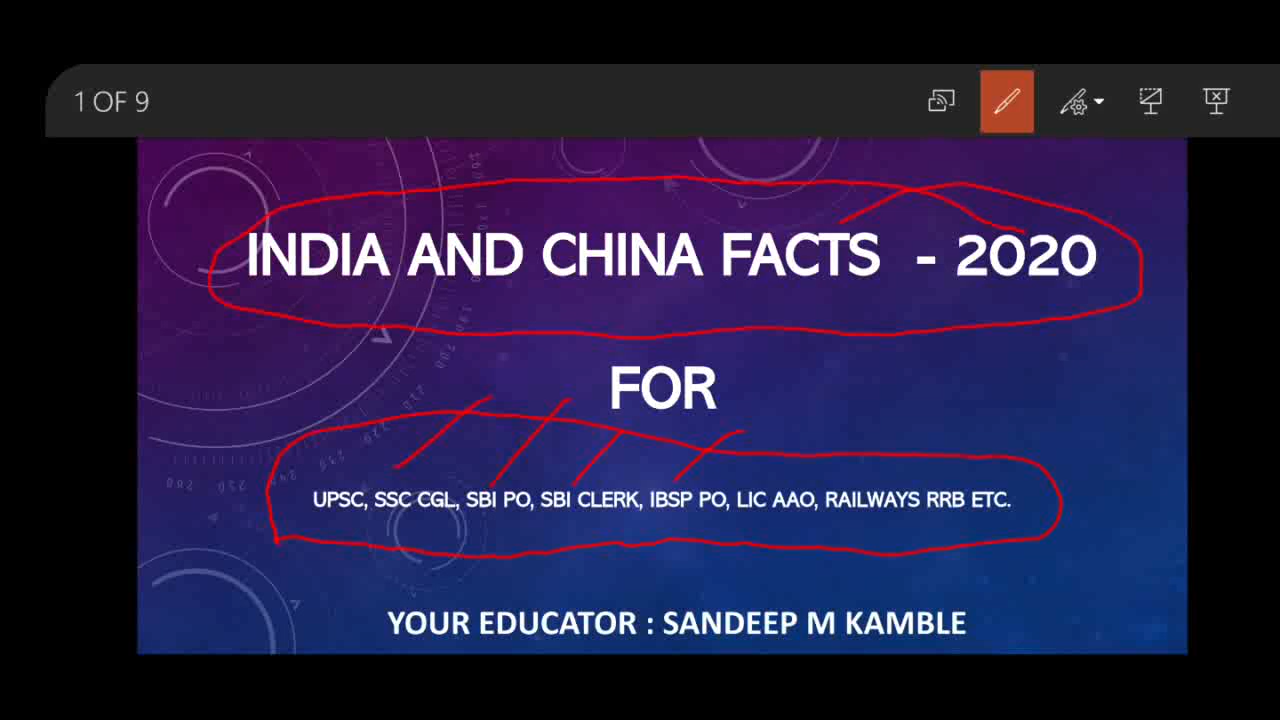 1 OF 9
INDIA AND CHINA FACTS - 2020
FOR
UPSC, SSC CGL, SBI PO, SBI CLERK, IBSP PO, LIC AAO, RAILWAYS RRB ETC.
YOUR EDUCATOR : SANDEEP M KAMBLE